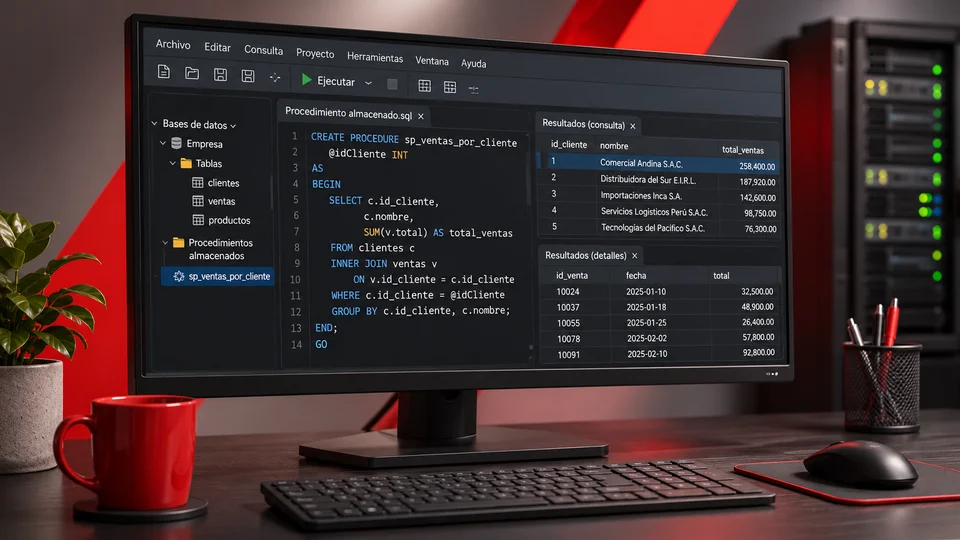 Archivo Editar Consulta Proyecto Herramientas Ventana Ayuda
Ejecutar
Bases de datos
Empresa
Tablas
clientes
ventas
productos
Procedimientos
almacenados
sp_ventas_por_cliente
Procedimiento almacenado.sql ×
1 CREATE PROCEDURE sp_ventas_por_cliente
2 @idCliente INT
3 AS
4 BEGIN
5 SELECT c.id_cliente,
6 c.nombre,
7 SUM(v.total) AS total_ventas
8 FROM clientes c
9 INNER JOIN ventas v
10 ON v.id_cliente = c.id_cliente
11 WHERE c.id_cliente = @idCliente
12 GROUP BY c.id_cliente, c.nombre;
13 END;
14 GO
Resultados (consulta) ×
id_cliente nombre total_ventas
1 Comercial Andina S.A.C. 258,400.00
2 Distribuidora del Sur E.I.R.L. 187,920.00
3 Importaciones Inca S.A. 142,600.00
4 Servicios Logísticos Perú S.A.C. 98,750.00
5 Tecnologías del Pacífico S.A.C. 76,300.00
Resultados (detalles) ×
id_venta fecha total
10024 2025-01-10 32,500.00
10037 2025-01-18 48,900.00
10055 2025-01-25 26,400.00
10078 2025-02-02 57,800.00
10091 2025-02-10 92,800.00